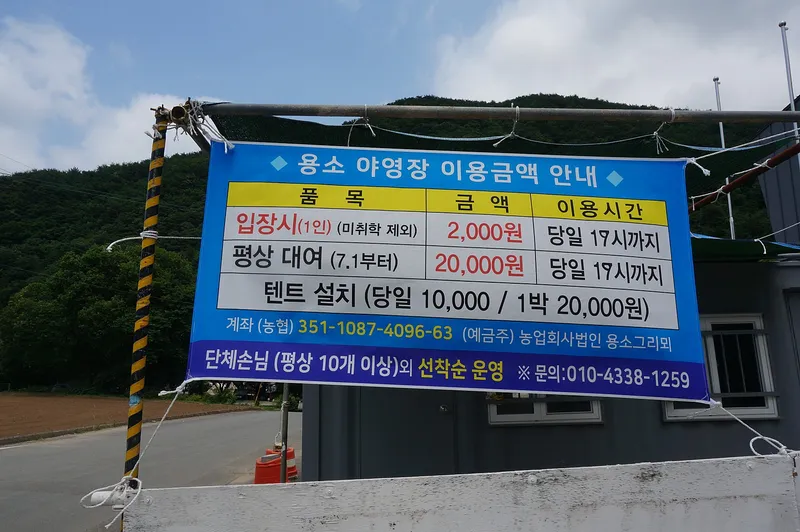 용소 야영장 이용금액 안내
품 목 금 액 이용시간
입장시(1인) (미취학 제외) 2,000원 당일 19시까지
평상 대여 (7.1부터) 20,000원 당일 19시까지
텐트 설치 (당일 10,000 / 1박 20,000원)
계좌 (농협) 351-1087-4096-63 (예금주) 농업회사법인 용소그리뫼
단체손님 (평상 10개 이상)외 선착순 운영 ※ 문의:010-4338-1259